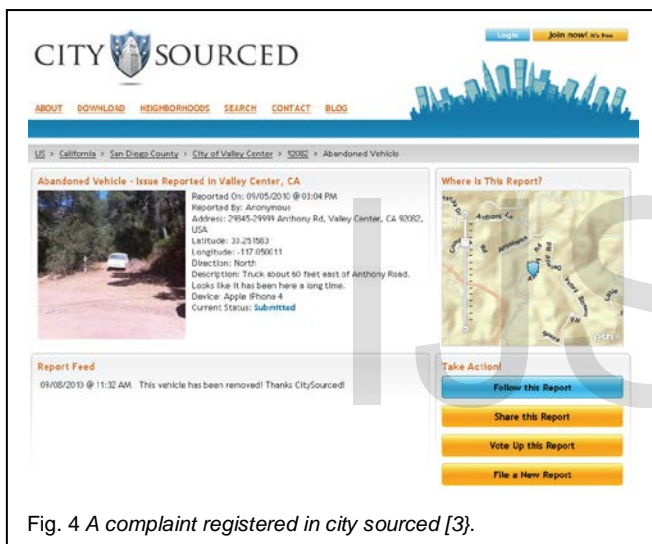 CITY SOURCED
Login Join now! It's free
ABOUT DOWNLOAD NEIGHBORHOODS SEARCH CONTACT BLOG
US > California > San Diego County > City of Valley Center > 92082 > Abandoned Vehicle
Abandoned Vehicle - Issue Reported in Valley Center, CA
Reported On: 09/05/2010 @ 03:04 PM
Reported By: Anonymous
Address: 29845-29999 Anthony Rd, Valley Center, CA 92082,
USA
Latitude: 33.251583
Longitude: -117.050011
Direction: North
Description: Truck about 60 feet east of Anthony Road.
Looks like it has been here a long time.
Device: Apple iPhone 4
Current Status: Submitted
Where Is This Report?
esri
Report Feed
09/08/2010 @ 11:32 AM This vehicle has been removed! Thanks CitySourced!
Take Action!
Follow this Report
Share this Report
Vote Up this Report
File a New Report
IJS
Fig. 4 A complaint registered in city sourced [3}.